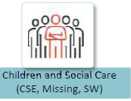 Children and Social Care
(CSE, Missing, SW)